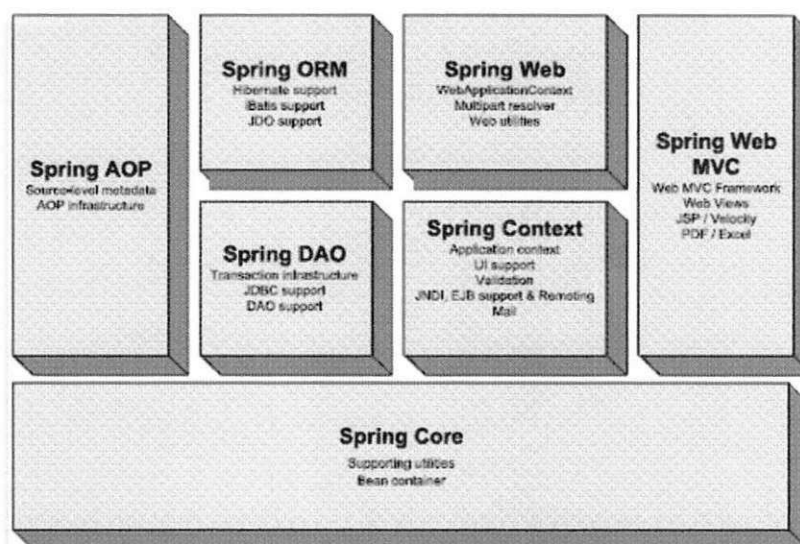 Spring AOP
Source-level metadata
AOP infrastructure
Spring ORM
Hibernate support
iBatis support
JDO support
Spring Web
WebApplicationContext
Multipart resolver
Web utilities
Spring Web
MVC
Web MVC Framework
Web Views
JSP / Velocity
PDF / Excel
Spring DAO
Transaction infrastructure
JDBC support
DAO support
Spring Context
Application context
UI support
Validation
JNDI, EJB support & Remoting
Mail
Spring Core
Supporting utilities
Bean container